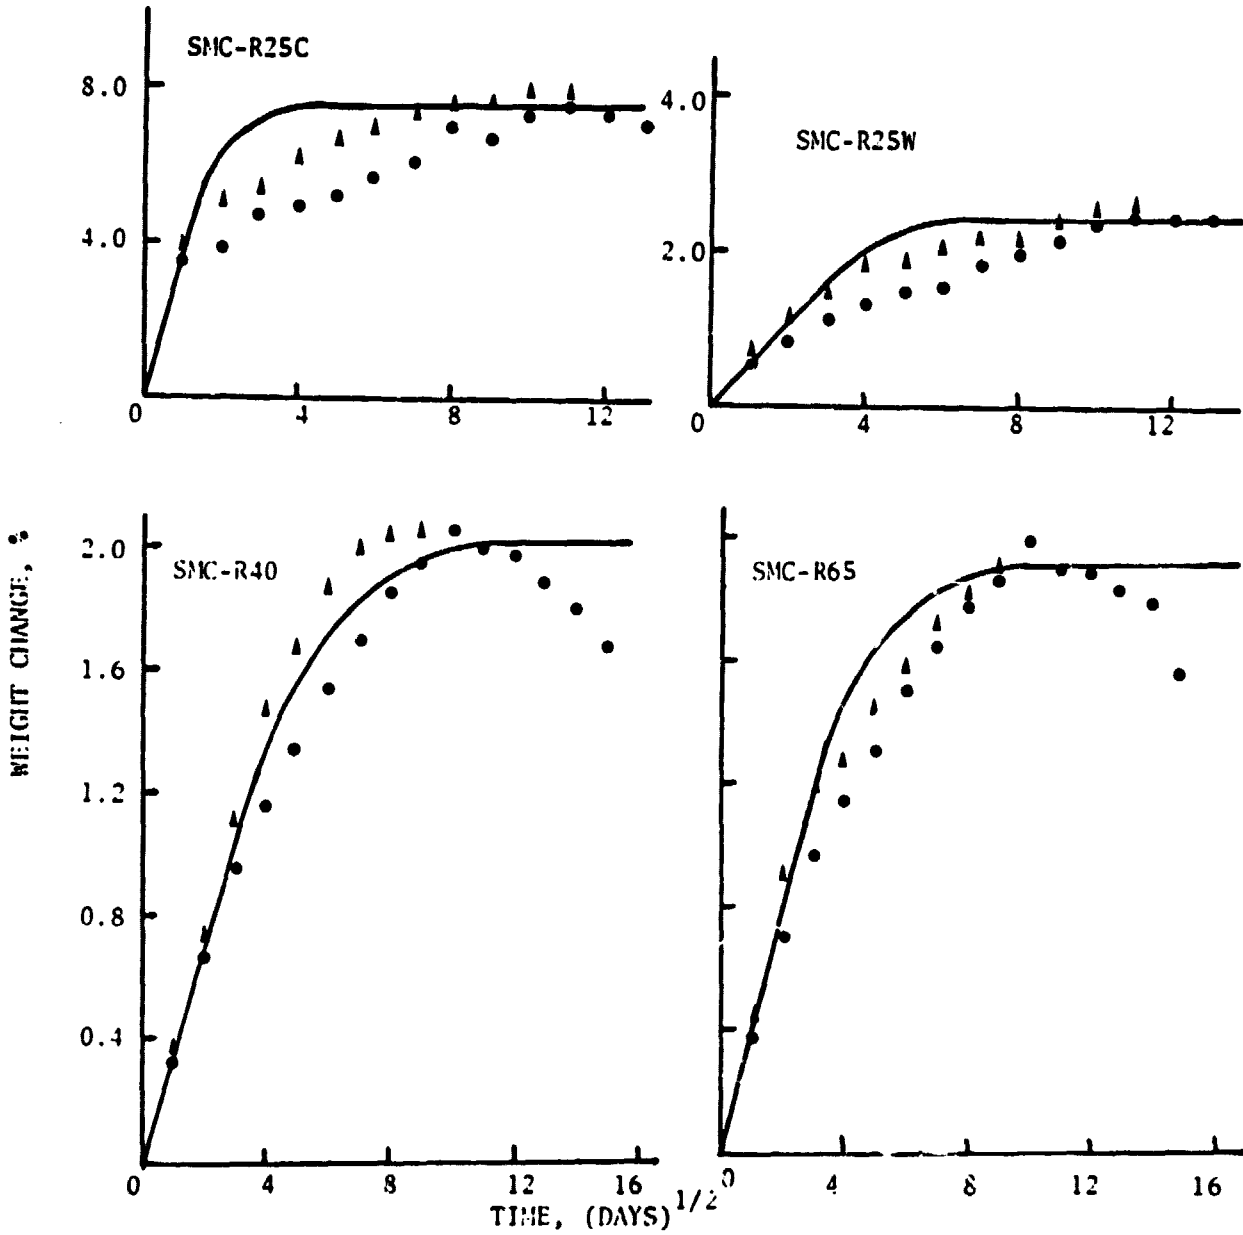 SMC-R25C
8.0
4.0
0 4 8 12
SMC-R25W
4.0
2.0
0 4 8 12
WEIGHT CHANGE, %
SMC-R40
2.0
1.6
1.2
0.8
0.4
0 4 8 12 16
SMC-R65
0 4 8 12 16
TIME, (DAYS) 1/2